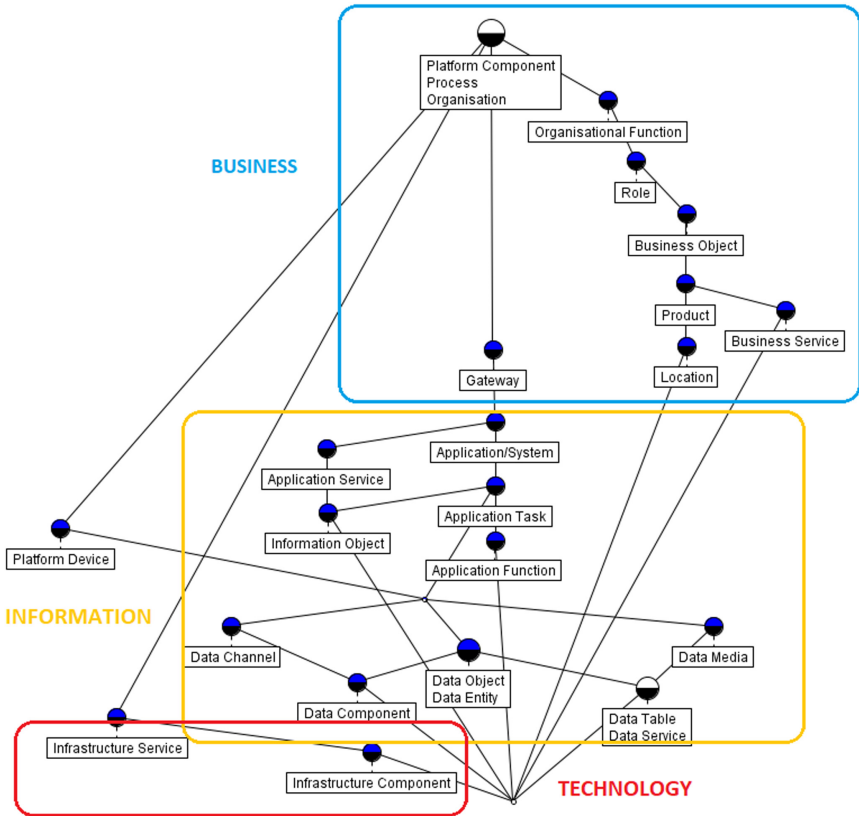 Platform Component
Process
Organisation
Organisational Function
BUSINESS
Role
Business Object
Product
Business Service
Gateway
Location
Application/System
Application Service
Application Task
Information Object
Platform Device
Application Function
INFORMATION
Data Channel
Data Media
Data Object
Data Entity
Data Component
Data Table
Data Service
Infrastructure Service
Infrastructure Component
TECHNOLOGY